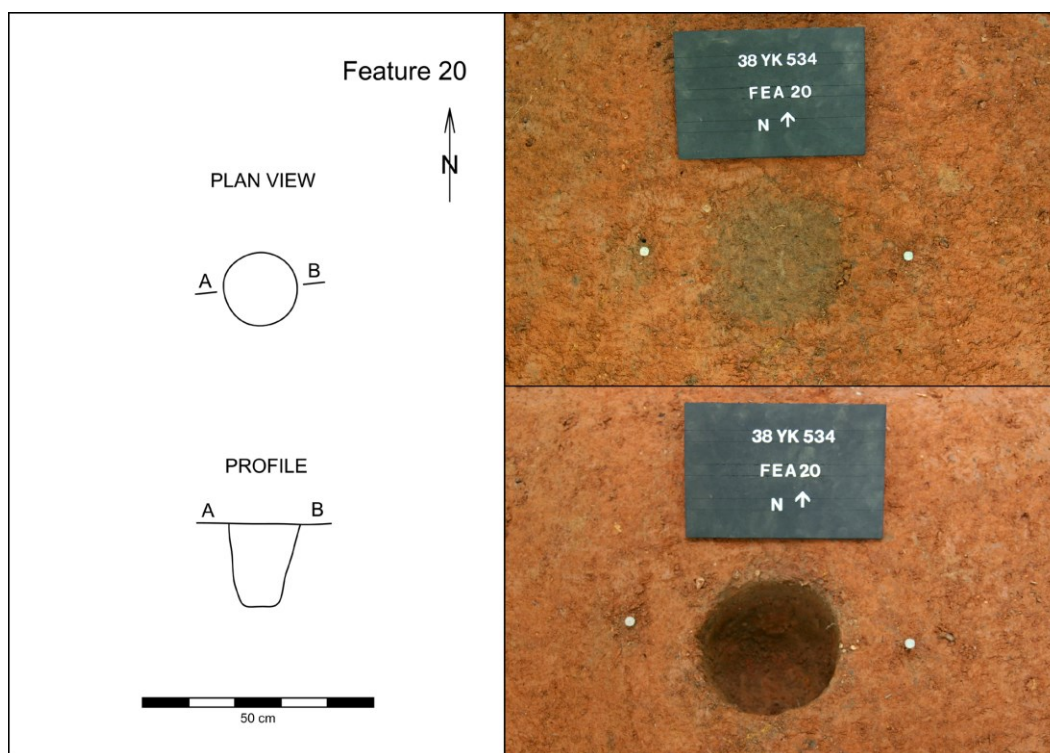 Feature 20
N
PLAN VIEW
A B
PROFILE
A B
50 cm
38 YK 534
FEA 20
N ↑
38 YK 534
FEA 20
N ↑